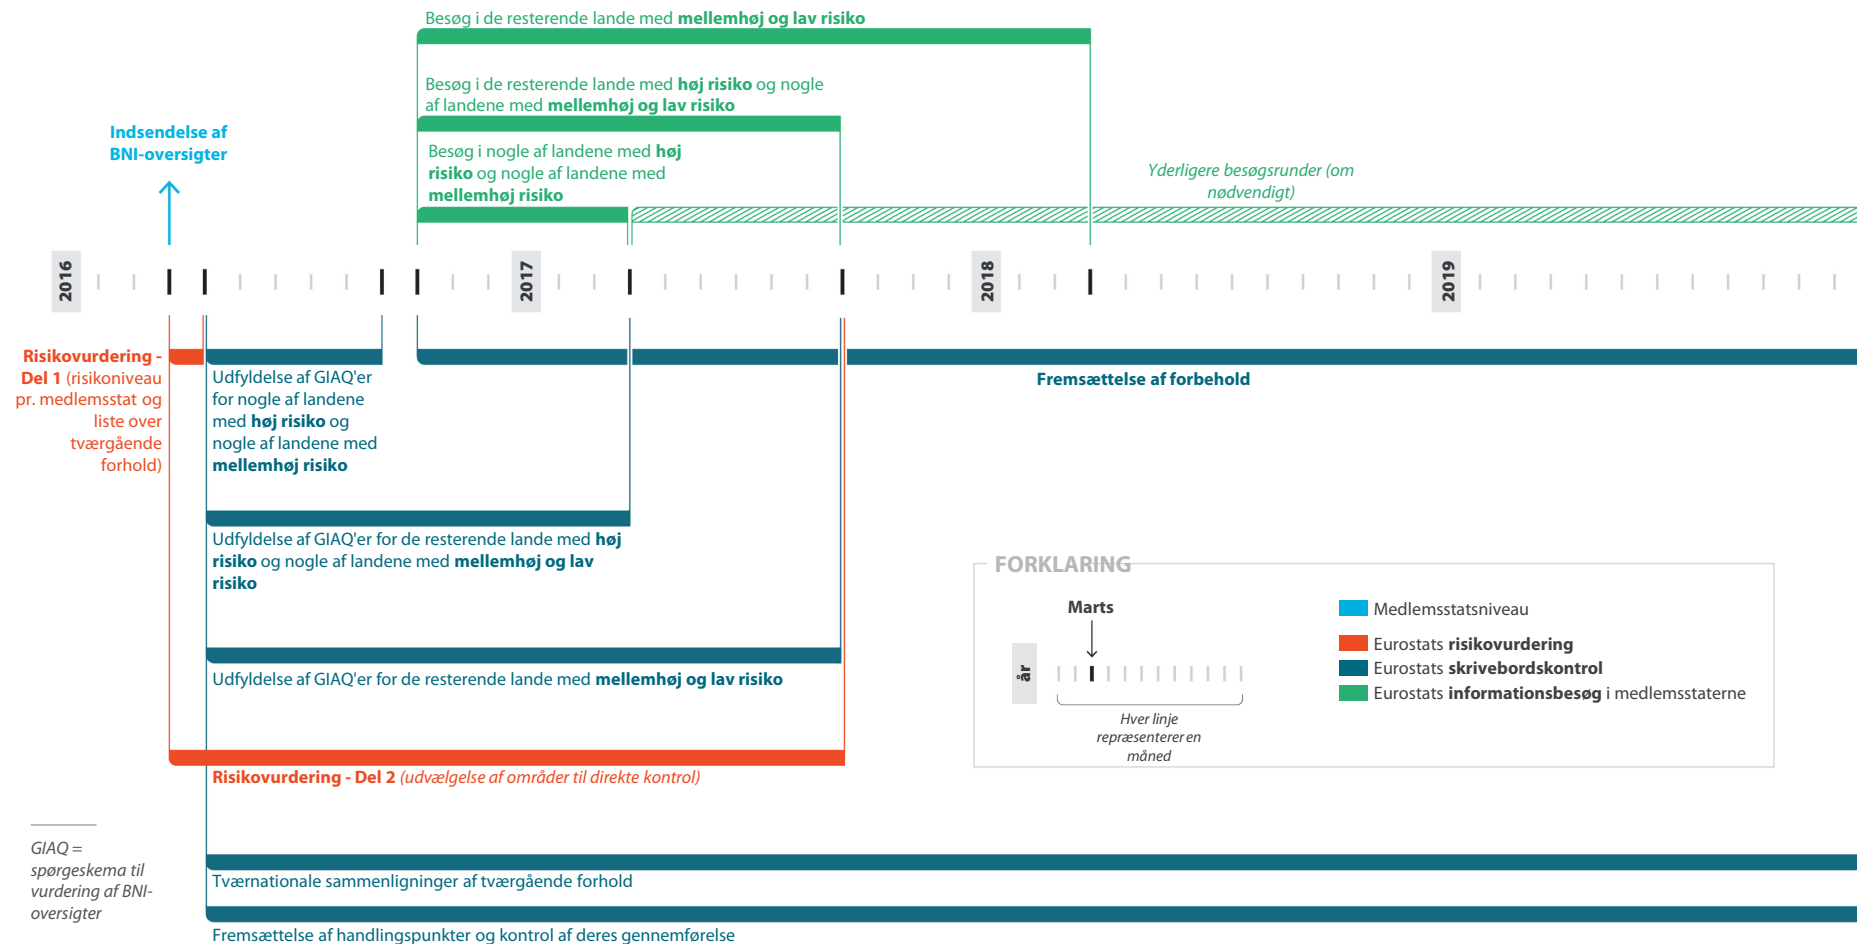 Besøg i de resterende lande med mellemhøj og lav risiko
Besøg i de resterende lande med høj risiko og nogle
af landene med mellemhøj og lav risiko
Indsendelse af
BNI-oversigter
Besøg i nogle af landene med høj
risiko og nogle af landene med
mellemhøj risiko
Yderligere besøgsrunder (om
nødvendigt)
2016
2017
2018
2019
Risikovurdering -
Del 1 (risikoniveau
pr. medlemsstat og
liste over
tværgående
forhold)
Udfyldelse af GIAQ'er
for nogle af landene
med høj risiko og
nogle af landene med
mellemhøj risiko
Fremsættelse af forbehold
Udfyldelse af GIAQ'er for de resterende lande med høj
risiko og nogle af landene med mellemhøj og lav
risiko
Udfyldelse af GIAQ'er for de resterende lande med mellemhøj og lav risiko
Risikovurdering - Del 2 (udvælgelse af områder til direkte kontrol)
FORKLARING
Marts
år
Hver linje
repræsenterer en
måned
Medlemsstatsniveau
Eurostats risikovurdering
Eurostats skrivebordskontrol
Eurostats informationsbesøg i medlemsstaterne
GIAQ =
spørgeskema til
vurdering af BNI-
oversigter
Tværnationale sammenligninger af tværgående forhold
Fremsættelse af handlingspunkter og kontrol af deres gennemførelse